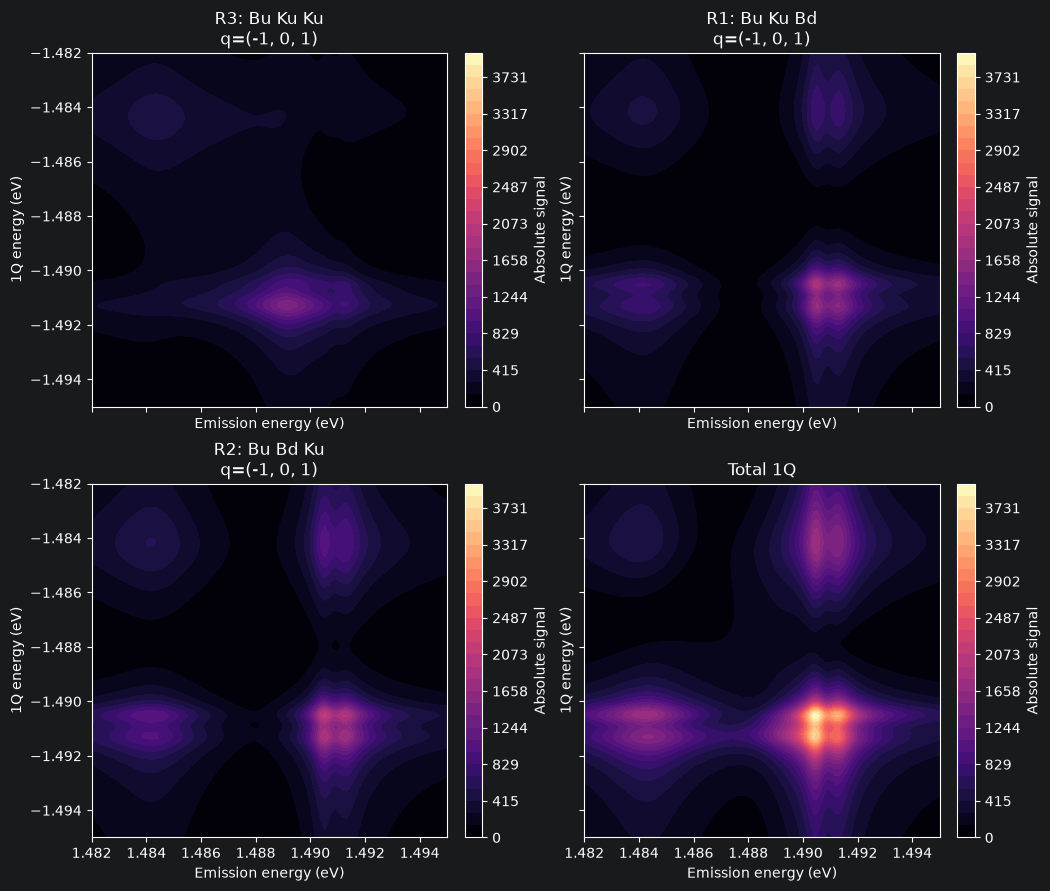 R3: Bu Ku Ku
q=(-1, 0, 1)
R1: Bu Ku Bd
q=(-1, 0, 1)
−1.482
−1.484
−1.486
−1.488
−1.490
−1.492
−1.494
1Q energy (eV)
Emission energy (eV)
3731
3317
2902
2487
2073
1658
1244
829
415
0
Absolute signal
1Q energy (eV)
Emission energy (eV)
3731
3317
2902
2487
2073
1658
1244
829
415
0
Absolute signal
R2: Bu Bd Ku
q=(-1, 0, 1)
Total 1Q
−1.482
−1.484
−1.486
−1.488
−1.490
−1.492
−1.494
1Q energy (eV)
1.482 1.484 1.486 1.488 1.490 1.492 1.494
Emission energy (eV)
3731
3317
2902
2487
2073
1658
1244
829
415
0
Absolute signal
1Q energy (eV)
1.482 1.484 1.486 1.488 1.490 1.492 1.494
Emission energy (eV)
3731
3317
2902
2487
2073
1658
1244
829
415
0
Absolute signal